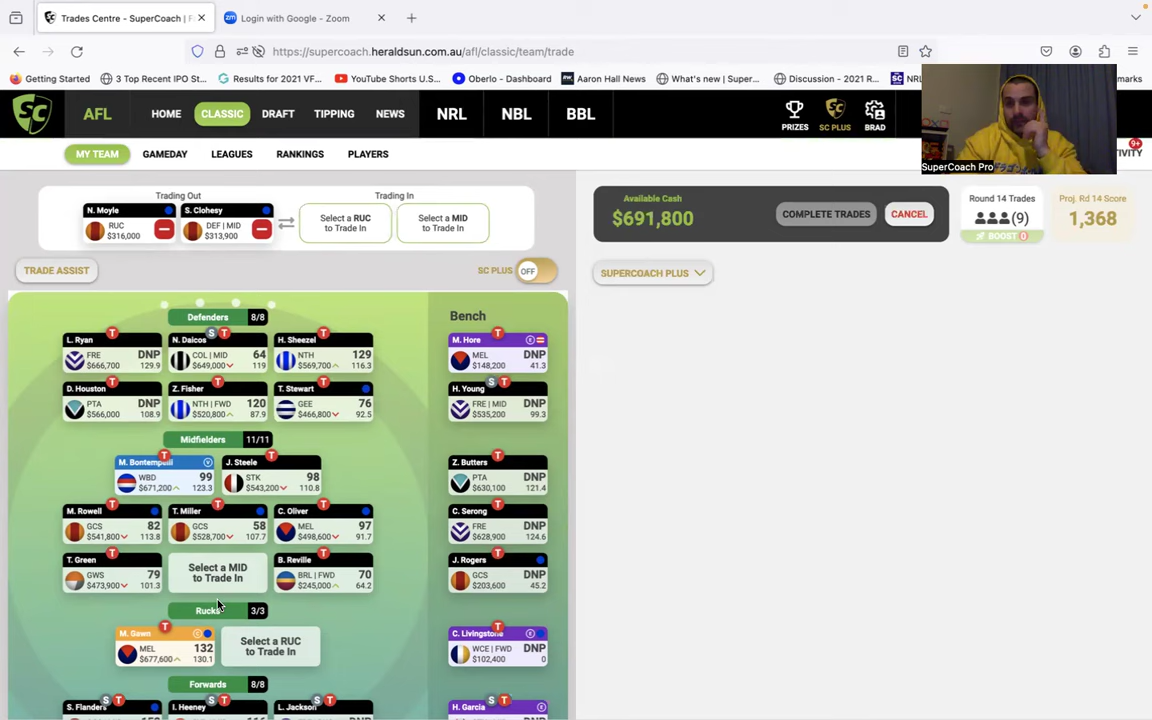 Trades Centre - SuperCoach | F
Login with Google - Zoom
https://supercoach.heraldsun.com.au/afl/classic/team/trade
Getting Started
3 Top Recent IPO St...
Results for 2021 VF...
YouTube Shorts U.S...
Oberlo - Dashboard
Aaron Hall News
What's new | Super...
Discussion - 2021 R...
NRL
marks
SC
AFL
HOME
CLASSIC
DRAFT
TIPPING
NEWS
NRL
NBL
BBL
PRIZES
SC PLUS
BRAD
SuperCoach Pro
MY TEAM
GAMEDAY
LEAGUES
RANKINGS
PLAYERS
TIVITY
9+
Trading Out
Trading In
N. Moyle
RUC
$316,000
S. Clohesy
DEF | MID
$313,900
Select a RUC
to Trade In
Select a MID
to Trade In
Available Cash
$691,800
COMPLETE TRADES
CANCEL
Round 14 Trades
(9)
BOOST 0
Proj. Rd 14 Score
1,368
TRADE ASSIST
SC PLUS
OFF
SUPERCOACH PLUS
Defenders 8/8
Bench
L. Ryan
FRE DNP
$666,700 129.9
N. Daicos
COL | MID 64
$649,000 119
H. Sheezel
NTH 129
$569,700 116.3
M. Hore
MEL DNP
$148,200 41.3
D. Houston
PTA DNP
$566,000 108.9
Z. Fisher
NTH | FWD 120
$520,800 87.9
T. Stewart
GEE 76
$466,800 92.5
H. Young
FRE | MID DNP
$535,200 99.3
Midfielders 11/11
M. Bontempelli
WBD 99
$671,200 123.3
J. Steele
STK 98
$543,200 110.8
Z. Butters
PTA DNP
$630,100 121.4
M. Rowell
GCS 82
$541,800 113.8
T. Miller
GCS 58
$528,700 107.7
C. Oliver
MEL 97
$498,600 91.7
C. Serong
FRE DNP
$628,900 124.6
T. Green
GWS 79
$473,900 101.3
Select a MID
to Trade In
B. Reville
BRL | FWD 70
$245,000 64.2
J. Rogers
GCS DNP
$203,600 45.2
Rucks 3/3
M. Gawn
MEL 132
$677,600 130.1
Select a RUC
to Trade In
C. Livingstone
WCE | FWD DNP
$102,400 0
Forwards 8/8
S. Flanders
I. Heeney
L. Jackson
H. Garcia